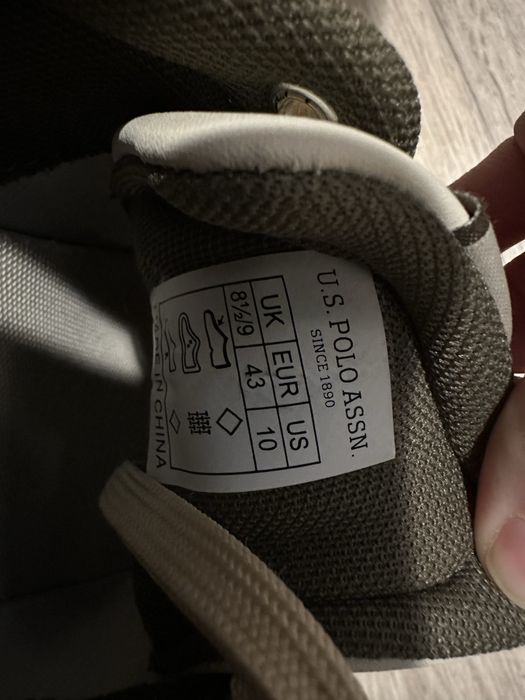 U.S. POLO ASSN.
SINCE 1890
UK EUR US
8½/9 43 10
MADE IN CHINA